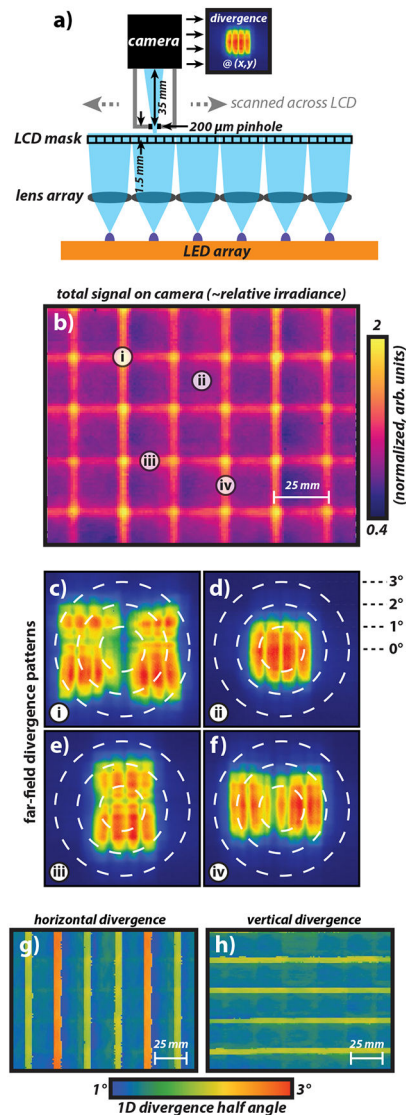 a)
camera
divergence
@ (x,y)
35 mm
scanned across LCD
200 µm pinhole
LCD mask
1.5 mm
lens array
LED array
total signal on camera (~relative irradiance)
b)
i
ii
iii
iv
25 mm
2
(normalized, arb. units)
0.4
far-field divergence patterns
c)
i
d)
ii
3°
2°
1°
0°
e)
iii
f)
iv
horizontal divergence
g)
25 mm
vertical divergence
h)
25 mm
1°
3°
1D divergence half angle